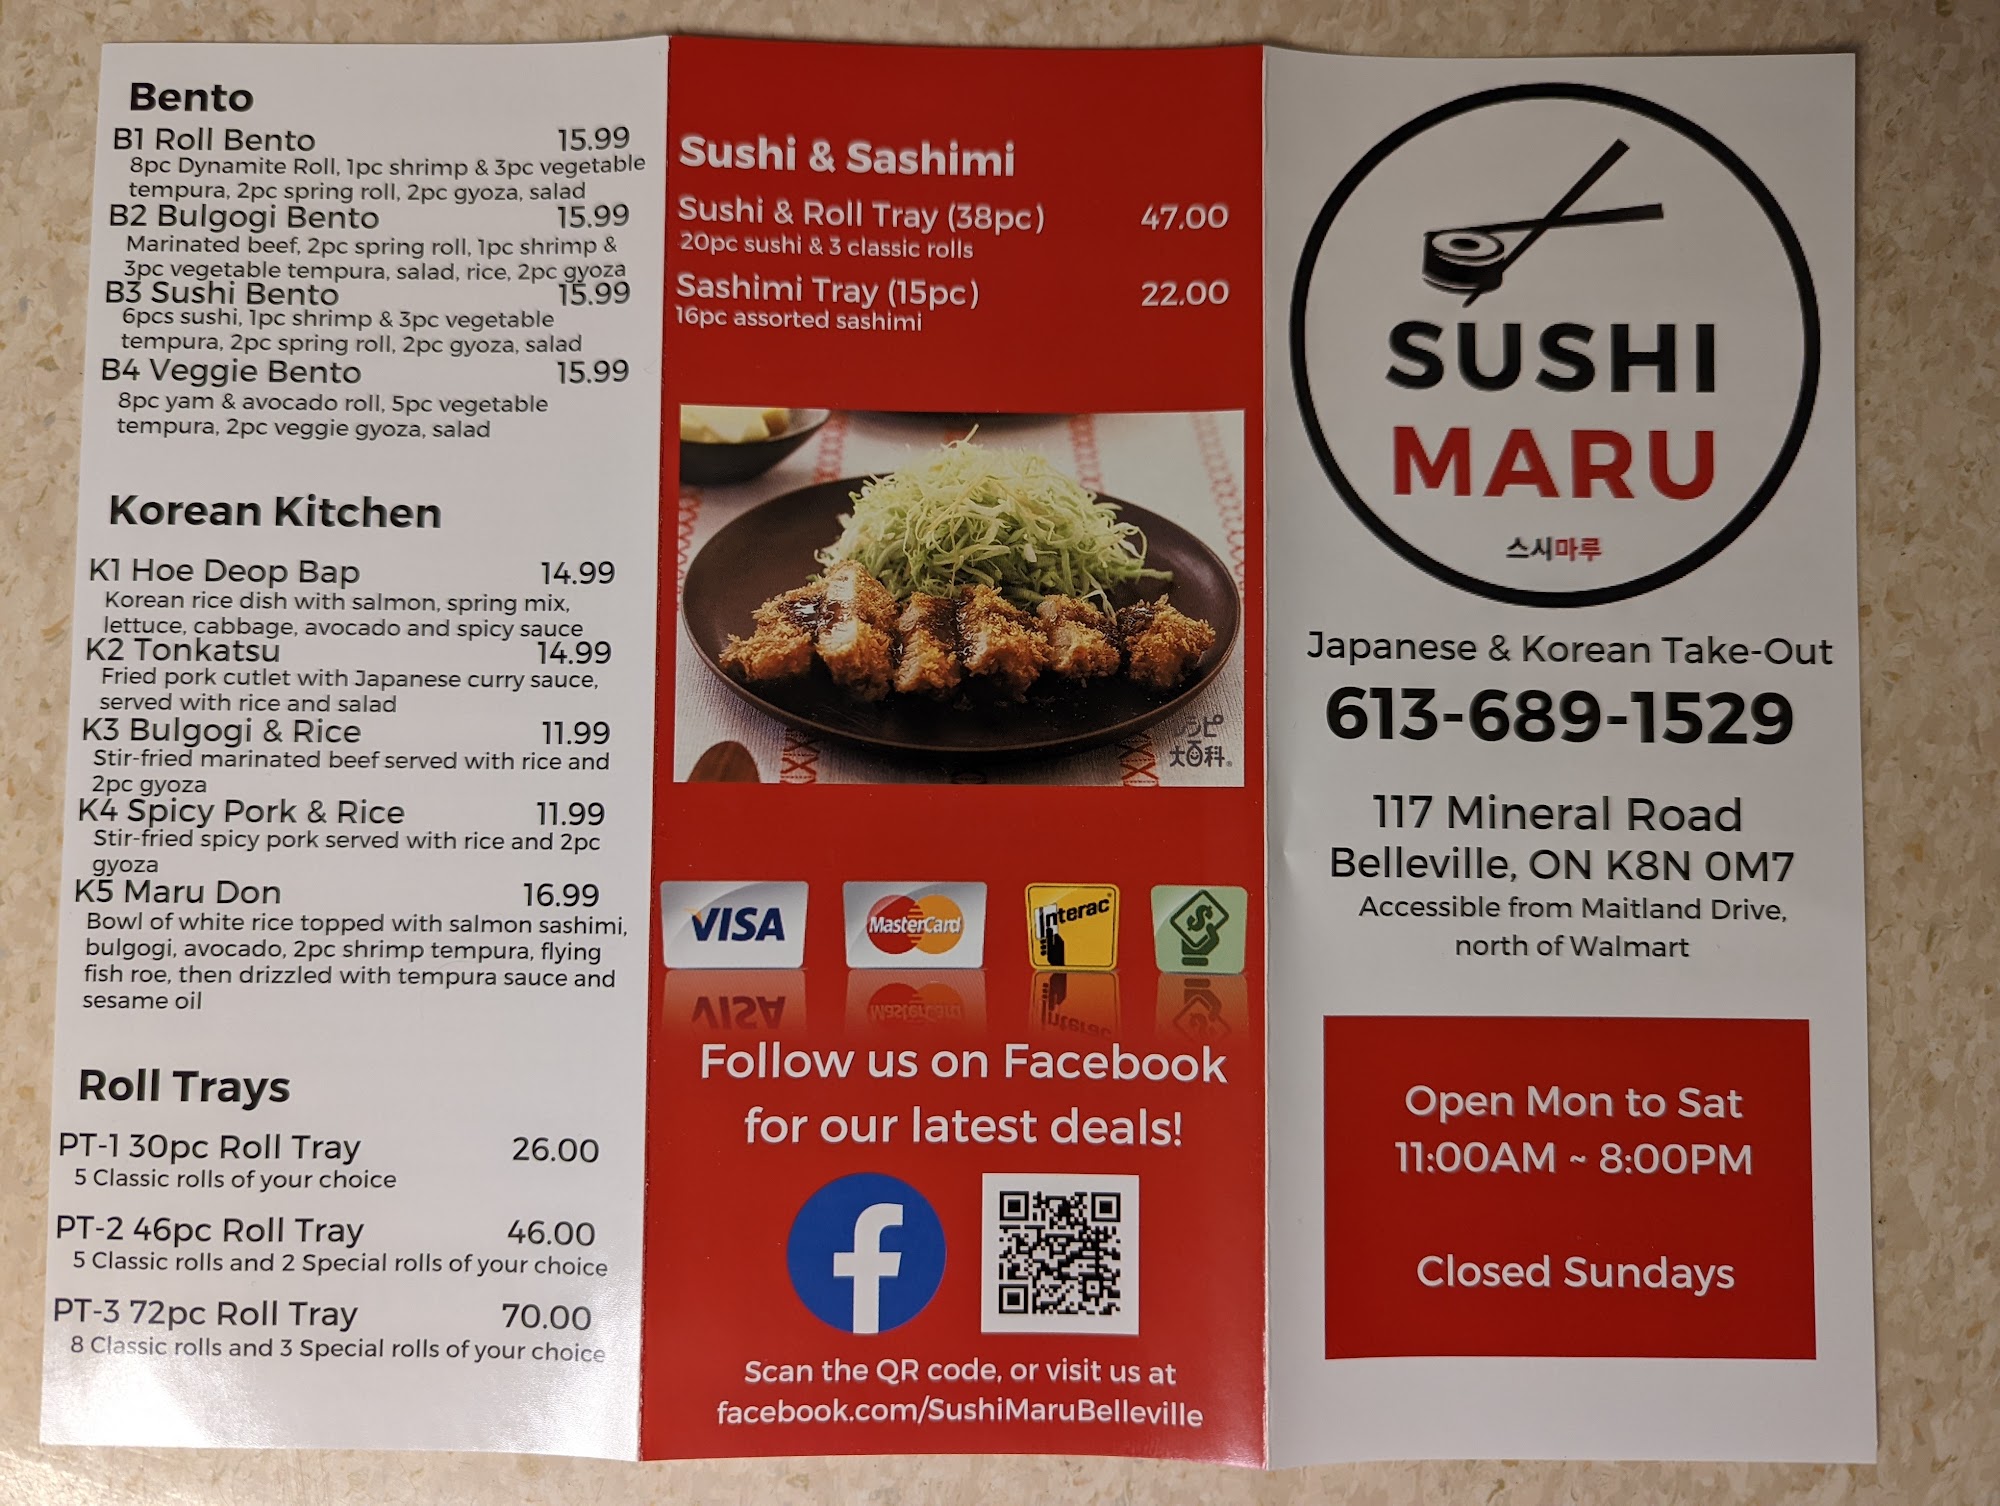 Bento
B1 Roll Bento 15.99
8pc Dynamite Roll, 1pc shrimp & 3pc vegetable
tempura, 2pc spring roll, 2pc gyoza, salad
B2 Bulgogi Bento 15.99
Marinated beef, 2pc spring roll, 1pc shrimp &
3pc vegetable tempura, salad, rice, 2pc gyoza
B3 Sushi Bento 15.99
6pcs sushi, 1pc shrimp & 3pc vegetable
tempura, 2pc spring roll, 2pc gyoza, salad
B4 Veggie Bento 15.99
8pc yam & avocado roll, 5pc vegetable
tempura, 2pc veggie gyoza, salad
Korean Kitchen
K1 Hoe Deop Bap 14.99
Korean rice dish with salmon, spring mix,
lettuce, cabbage, avocado and spicy sauce
K2 Tonkatsu 14.99
Fried pork cutlet with Japanese curry sauce,
served with rice and salad
K3 Bulgogi & Rice 11.99
Stir-fried marinated beef served with rice and
2pc gyoza
K4 Spicy Pork & Rice 11.99
Stir-fried spicy pork served with rice and 2pc
gyoza
K5 Maru Don 16.99
Bowl of white rice topped with salmon sashimi,
bulgogi, avocado, 2pc shrimp tempura, flying
fish roe, then drizzled with tempura sauce and
sesame oil
Roll Trays
PT-1 30pc Roll Tray 26.00
5 Classic rolls of your choice
PT-2 46pc Roll Tray 46.00
5 Classic rolls and 2 Special rolls of your choice
PT-3 72pc Roll Tray 70.00
8 Classic rolls and 3 Special rolls of your choice
Sushi & Sashimi
Sushi & Roll Tray (38pc) 47.00
20pc sushi & 3 classic rolls
Sashimi Tray (15pc) 22.00
16pc assorted sashimi
レシピ
大百科®
VISA MasterCard Interac
Follow us on Facebook
for our latest deals!
f
Scan the QR code, or visit us at
facebook.com/SushiMaruBelleville
SUSHI
MARU
스시마루
Japanese & Korean Take-Out
613-689-1529
117 Mineral Road
Belleville, ON K8N 0M7
Accessible from Maitland Drive,
north of Walmart
Open Mon to Sat
11:00AM ~ 8:00PM
Closed Sundays